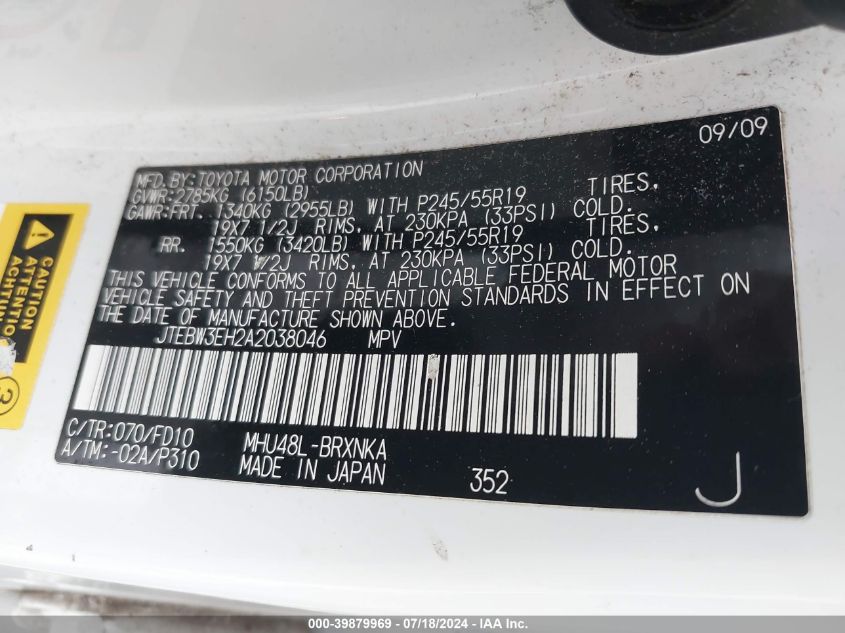 09/09
MFD. BY: TOYOTA MOTOR CORPORATION
GVWR: 2785KG (6150LB)
GAWR: FRT. 1340KG (2955LB) WITH P245/55R19 TIRES,
19X7 1/2J RIMS, AT 230KPA (33PSI) COLD.
RR. 1550KG (3420LB) WITH P245/55R19 TIRES,
19X7 1/2J RIMS, AT 230KPA (33PSI) COLD.
THIS VEHICLE CONFORMS TO ALL APPLICABLE FEDERAL MOTOR
VEHICLE SAFETY AND THEFT PREVENTION STANDARDS IN EFFECT ON
THE DATE OF MANUFACTURE SHOWN ABOVE.
JTEBW3EH2A2038046 MPV
C/TR: 070/FD10 MHU48L-BRXNKA
A/TM: -02A/P310 MADE IN JAPAN 352
J
CAUTION
ATTENTIO
ACHTUN
3
000-39879969 / 07/18/2024 - IAA Inc.